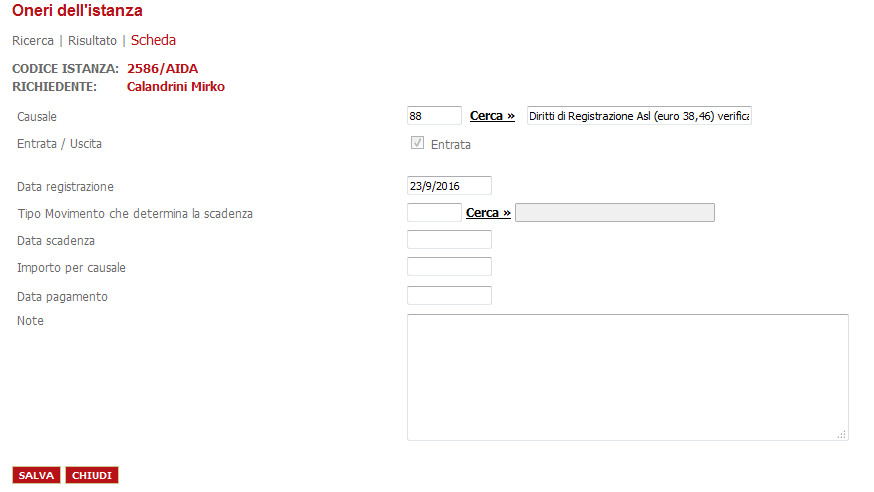 Oneri dell'istanza
Ricerca | Risultato | Scheda
CODICE ISTANZA: 2586/AIDA
RICHIEDENTE: Calandrini Mirko
Causale 88 Cerca » Diritti di Registrazione Asl (euro 38,46) verifica
Entrata / Uscita Entrata
Data registrazione 23/9/2016
Tipo Movimento che determina la scadenza Cerca »
Data scadenza
Importo per causale
Data pagamento
Note
SALVA CHIUDI